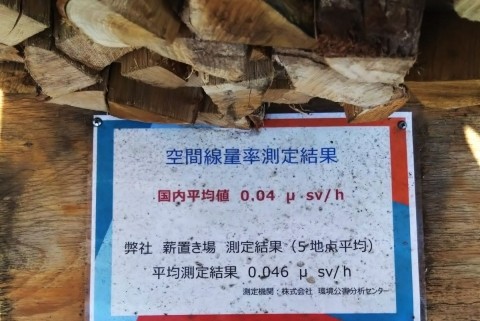 空間線量率測定結果
国内平均値 0.04 μ sv/h
弊社 薪置き場 測定結果（5地点平均）
平均測定結果 0.046 μ sv/h
測定機関：株式会社 環境公害分析センター